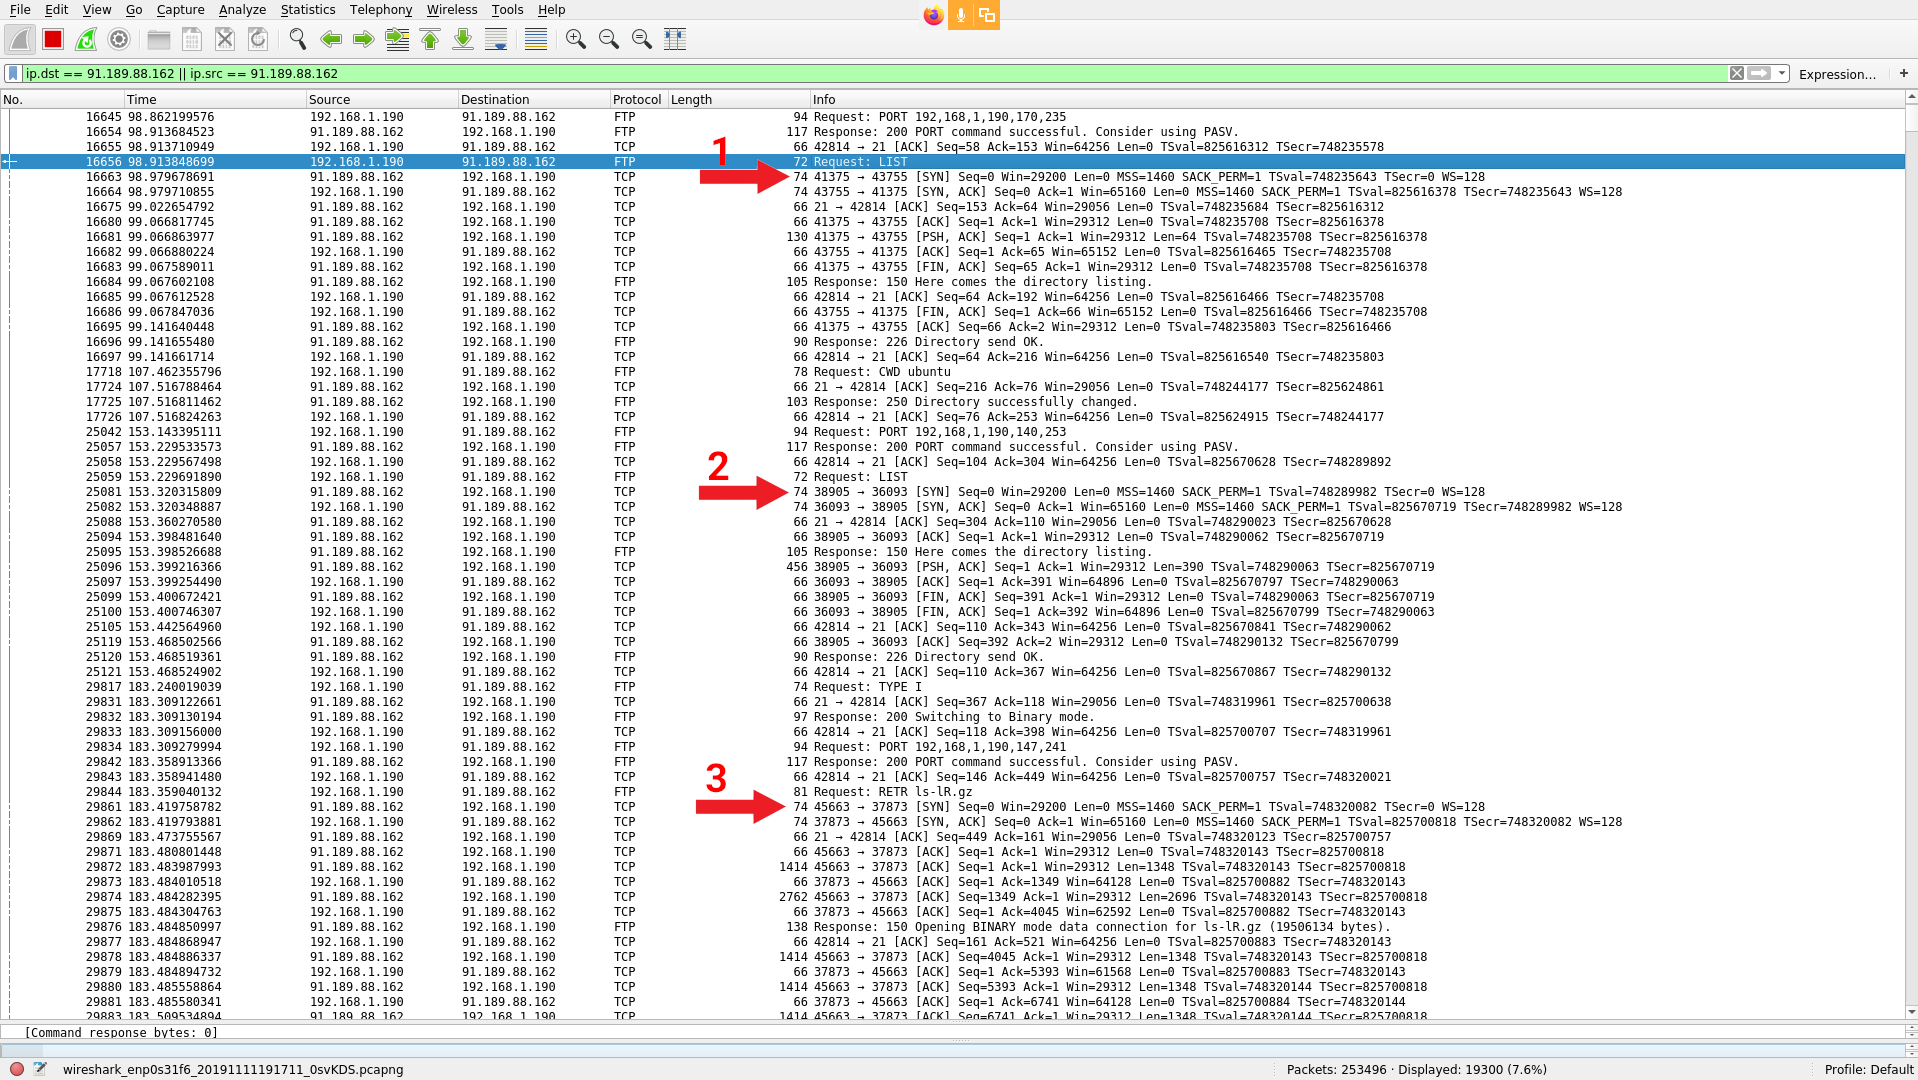 File Edit View Go Capture Analyze Statistics Telephony Wireless Tools Help
ip.dst == 91.189.88.162 || ip.src == 91.189.88.162 Expression... +
No. Time Source Destination Protocol Length Info
16645 98.862199576 192.168.1.190 91.189.88.162 FTP 94 Request: PORT 192,168,1,190,170,235
16654 98.913684523 91.189.88.162 192.168.1.190 FTP 117 Response: 200 PORT command successful. Consider using PASV.
16655 98.913710949 192.168.1.190 91.189.88.162 TCP 66 42814 → 21 [ACK] Seq=58 Ack=153 Win=64256 Len=0 TSval=825616312 TSecr=748235578
1
16656 98.913848699 192.168.1.190 91.189.88.162 FTP 72 Request: LIST
16663 98.979678691 91.189.88.162 192.168.1.190 TCP 74 41375 → 43755 [SYN] Seq=0 Win=29200 Len=0 MSS=1460 SACK_PERM=1 TSval=748235643 TSecr=0 WS=128
16664 98.979710855 192.168.1.190 91.189.88.162 TCP 74 43755 → 41375 [SYN, ACK] Seq=0 Ack=1 Win=65160 Len=0 MSS=1460 SACK_PERM=1 TSval=825616378 TSecr=748235643 WS=128
16675 99.022654792 91.189.88.162 192.168.1.190 TCP 66 21 → 42814 [ACK] Seq=153 Ack=64 Win=29056 Len=0 TSval=748235684 TSecr=825616312
16680 99.066817745 91.189.88.162 192.168.1.190 TCP 66 41375 → 43755 [ACK] Seq=1 Ack=1 Win=29312 Len=0 TSval=748235708 TSecr=825616378
16681 99.066863977 91.189.88.162 192.168.1.190 TCP 130 41375 → 43755 [PSH, ACK] Seq=1 Ack=1 Win=29312 Len=64 TSval=748235708 TSecr=825616378
16682 99.066880224 192.168.1.190 91.189.88.162 TCP 66 43755 → 41375 [ACK] Seq=1 Ack=65 Win=65152 Len=0 TSval=825616465 TSecr=748235708
16683 99.067589011 91.189.88.162 192.168.1.190 TCP 66 41375 → 43755 [FIN, ACK] Seq=65 Ack=1 Win=29312 Len=0 TSval=748235708 TSecr=825616378
16684 99.067602108 91.189.88.162 192.168.1.190 FTP 105 Response: 150 Here comes the directory listing.
16685 99.067612528 192.168.1.190 91.189.88.162 TCP 66 42814 → 21 [ACK] Seq=64 Ack=192 Win=64256 Len=0 TSval=825616466 TSecr=748235708
16686 99.067847036 192.168.1.190 91.189.88.162 TCP 66 43755 → 41375 [FIN, ACK] Seq=1 Ack=66 Win=65152 Len=0 TSval=825616466 TSecr=748235708
16695 99.141640448 91.189.88.162 192.168.1.190 TCP 66 41375 → 43755 [ACK] Seq=66 Ack=2 Win=29312 Len=0 TSval=748235803 TSecr=825616466
16696 99.141655480 91.189.88.162 192.168.1.190 FTP 90 Response: 226 Directory send OK.
16697 99.141661714 192.168.1.190 91.189.88.162 TCP 66 42814 → 21 [ACK] Seq=64 Ack=216 Win=64256 Len=0 TSval=825616540 TSecr=748235803
17718 107.462355796 192.168.1.190 91.189.88.162 FTP 78 Request: CWD ubuntu
17724 107.516788464 91.189.88.162 192.168.1.190 TCP 66 21 → 42814 [ACK] Seq=216 Ack=76 Win=29056 Len=0 TSval=748244177 TSecr=825624861
17725 107.516811462 91.189.88.162 192.168.1.190 FTP 103 Response: 250 Directory successfully changed.
17726 107.516824263 192.168.1.190 91.189.88.162 TCP 66 42814 → 21 [ACK] Seq=76 Ack=253 Win=64256 Len=0 TSval=825624915 TSecr=748244177
25042 153.143395111 192.168.1.190 91.189.88.162 FTP 94 Request: PORT 192,168,1,190,140,253
25057 153.229533573 91.189.88.162 192.168.1.190 FTP 117 Response: 200 PORT command successful. Consider using PASV.
25058 153.229567498 192.168.1.190 91.189.88.162 TCP 66 42814 → 21 [ACK] Seq=104 Ack=304 Win=64256 Len=0 TSval=825670628 TSecr=748289892
2
25059 153.229691890 192.168.1.190 91.189.88.162 FTP 72 Request: LIST
25081 153.320315809 91.189.88.162 192.168.1.190 TCP 74 38905 → 36093 [SYN] Seq=0 Win=29200 Len=0 MSS=1460 SACK_PERM=1 TSval=748289982 TSecr=0 WS=128
25082 153.320348887 192.168.1.190 91.189.88.162 TCP 74 36093 → 38905 [SYN, ACK] Seq=0 Ack=1 Win=65160 Len=0 MSS=1460 SACK_PERM=1 TSval=825670719 TSecr=748289982 WS=128
25088 153.360270580 91.189.88.162 192.168.1.190 TCP 66 21 → 42814 [ACK] Seq=304 Ack=110 Win=29056 Len=0 TSval=748290023 TSecr=825670628
25094 153.398481640 91.189.88.162 192.168.1.190 TCP 66 38905 → 36093 [ACK] Seq=1 Ack=1 Win=29312 Len=0 TSval=748290062 TSecr=825670719
25095 153.398526688 91.189.88.162 192.168.1.190 FTP 105 Response: 150 Here comes the directory listing.
25096 153.399216366 91.189.88.162 192.168.1.190 TCP 456 38905 → 36093 [PSH, ACK] Seq=1 Ack=1 Win=29312 Len=390 TSval=748290063 TSecr=825670719
25097 153.399254490 192.168.1.190 91.189.88.162 TCP 66 36093 → 38905 [ACK] Seq=1 Ack=391 Win=64896 Len=0 TSval=825670797 TSecr=748290063
25099 153.400672421 91.189.88.162 192.168.1.190 TCP 66 38905 → 36093 [FIN, ACK] Seq=391 Ack=1 Win=29312 Len=0 TSval=748290063 TSecr=825670719
25100 153.400746307 192.168.1.190 91.189.88.162 TCP 66 36093 → 38905 [FIN, ACK] Seq=1 Ack=392 Win=64896 Len=0 TSval=825670799 TSecr=748290063
25105 153.442564960 192.168.1.190 91.189.88.162 TCP 66 42814 → 21 [ACK] Seq=110 Ack=343 Win=64256 Len=0 TSval=825670841 TSecr=748290062
25119 153.468502566 91.189.88.162 192.168.1.190 TCP 66 38905 → 36093 [ACK] Seq=392 Ack=2 Win=29312 Len=0 TSval=748290132 TSecr=825670799
25120 153.468519361 91.189.88.162 192.168.1.190 FTP 90 Response: 226 Directory send OK.
25121 153.468524902 192.168.1.190 91.189.88.162 TCP 66 42814 → 21 [ACK] Seq=110 Ack=367 Win=64256 Len=0 TSval=825670867 TSecr=748290132
29817 183.240019039 192.168.1.190 91.189.88.162 FTP 74 Request: TYPE I
29831 183.309122661 91.189.88.162 192.168.1.190 TCP 66 21 → 42814 [ACK] Seq=367 Ack=118 Win=29056 Len=0 TSval=748319961 TSecr=825700638
29832 183.309130194 91.189.88.162 192.168.1.190 FTP 97 Response: 200 Switching to Binary mode.
29833 183.309156000 192.168.1.190 91.189.88.162 TCP 66 42814 → 21 [ACK] Seq=118 Ack=398 Win=64256 Len=0 TSval=825700707 TSecr=748319961
29834 183.309279994 192.168.1.190 91.189.88.162 FTP 94 Request: PORT 192,168,1,190,147,241
29842 183.358913366 91.189.88.162 192.168.1.190 FTP 117 Response: 200 PORT command successful. Consider using PASV.
29843 183.358941480 192.168.1.190 91.189.88.162 TCP 66 42814 → 21 [ACK] Seq=146 Ack=449 Win=64256 Len=0 TSval=825700757 TSecr=748320021
3
29844 183.359040132 192.168.1.190 91.189.88.162 FTP 81 Request: RETR ls-lR.gz
29861 183.419758782 91.189.88.162 192.168.1.190 TCP 74 45663 → 37873 [SYN] Seq=0 Win=29200 Len=0 MSS=1460 SACK_PERM=1 TSval=748320082 TSecr=0 WS=128
29862 183.419793881 192.168.1.190 91.189.88.162 TCP 74 37873 → 45663 [SYN, ACK] Seq=0 Ack=1 Win=65160 Len=0 MSS=1460 SACK_PERM=1 TSval=825700818 TSecr=748320082 WS=128
29869 183.473755567 91.189.88.162 192.168.1.190 TCP 66 21 → 42814 [ACK] Seq=449 Ack=161 Win=29056 Len=0 TSval=748320123 TSecr=825700757
29871 183.480801448 91.189.88.162 192.168.1.190 TCP 66 45663 → 37873 [ACK] Seq=1 Ack=1 Win=29312 Len=0 TSval=748320143 TSecr=825700818
29872 183.483987993 91.189.88.162 192.168.1.190 TCP 1414 45663 → 37873 [ACK] Seq=1 Ack=1 Win=29312 Len=1348 TSval=748320143 TSecr=825700818
29873 183.484010518 192.168.1.190 91.189.88.162 TCP 66 37873 → 45663 [ACK] Seq=1 Ack=1349 Win=64128 Len=0 TSval=825700882 TSecr=748320143
29874 183.484282395 91.189.88.162 192.168.1.190 TCP 2762 45663 → 37873 [ACK] Seq=1349 Ack=1 Win=29312 Len=2696 TSval=748320143 TSecr=825700818
29875 183.484304763 192.168.1.190 91.189.88.162 TCP 66 37873 → 45663 [ACK] Seq=1 Ack=4045 Win=62592 Len=0 TSval=825700882 TSecr=748320143
29876 183.484850997 91.189.88.162 192.168.1.190 FTP 138 Response: 150 Opening BINARY mode data connection for ls-lR.gz (19506134 bytes).
29877 183.484868947 192.168.1.190 91.189.88.162 TCP 66 42814 → 21 [ACK] Seq=161 Ack=521 Win=64256 Len=0 TSval=825700883 TSecr=748320143
29878 183.484886337 91.189.88.162 192.168.1.190 TCP 1414 45663 → 37873 [ACK] Seq=4045 Ack=1 Win=29312 Len=1348 TSval=748320143 TSecr=825700818
29879 183.484894732 192.168.1.190 91.189.88.162 TCP 66 37873 → 45663 [ACK] Seq=1 Ack=5393 Win=61568 Len=0 TSval=825700883 TSecr=748320143
29880 183.485558864 91.189.88.162 192.168.1.190 TCP 1414 45663 → 37873 [ACK] Seq=5393 Ack=1 Win=29312 Len=1348 TSval=748320144 TSecr=825700818
29881 183.485580341 192.168.1.190 91.189.88.162 TCP 66 37873 → 45663 [ACK] Seq=1 Ack=6741 Win=64128 Len=0 TSval=825700884 TSecr=748320144
29883 183.509534894 91.189.88.162 192.168.1.190 TCP 1414 45663 → 37873 [ACK] Seq=6741 Ack=1 Win=29312 Len=1348 TSval=748320144 TSecr=825700818
[Command response bytes: 0]
wireshark_enp0s31f6_20191111191711_0svKDS.pcapng Packets: 253496 · Displayed: 19300 (7.6%) Profile: Default